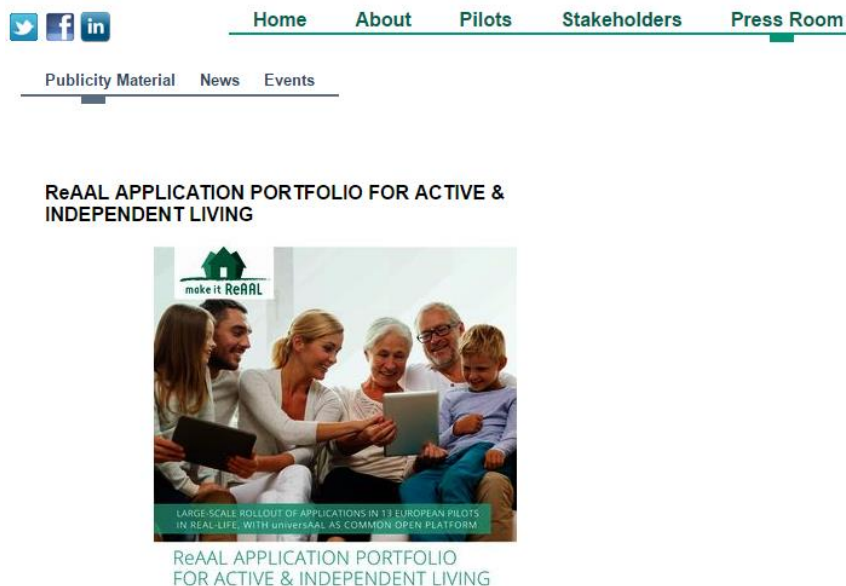 Home About Pilots Stakeholders Press Room
Publicity Material News Events
ReAAL APPLICATION PORTFOLIO FOR ACTIVE &
INDEPENDENT LIVING
make it ReAAL
LARGE-SCALE ROLLOUT OF APPLICATIONS IN 13 EUROPEAN PILOTS
IN REAL-LIFE, WITH universAAL AS COMMON OPEN PLATFORM
ReAAL APPLICATION PORTFOLIO
FOR ACTIVE & INDEPENDENT LIVING